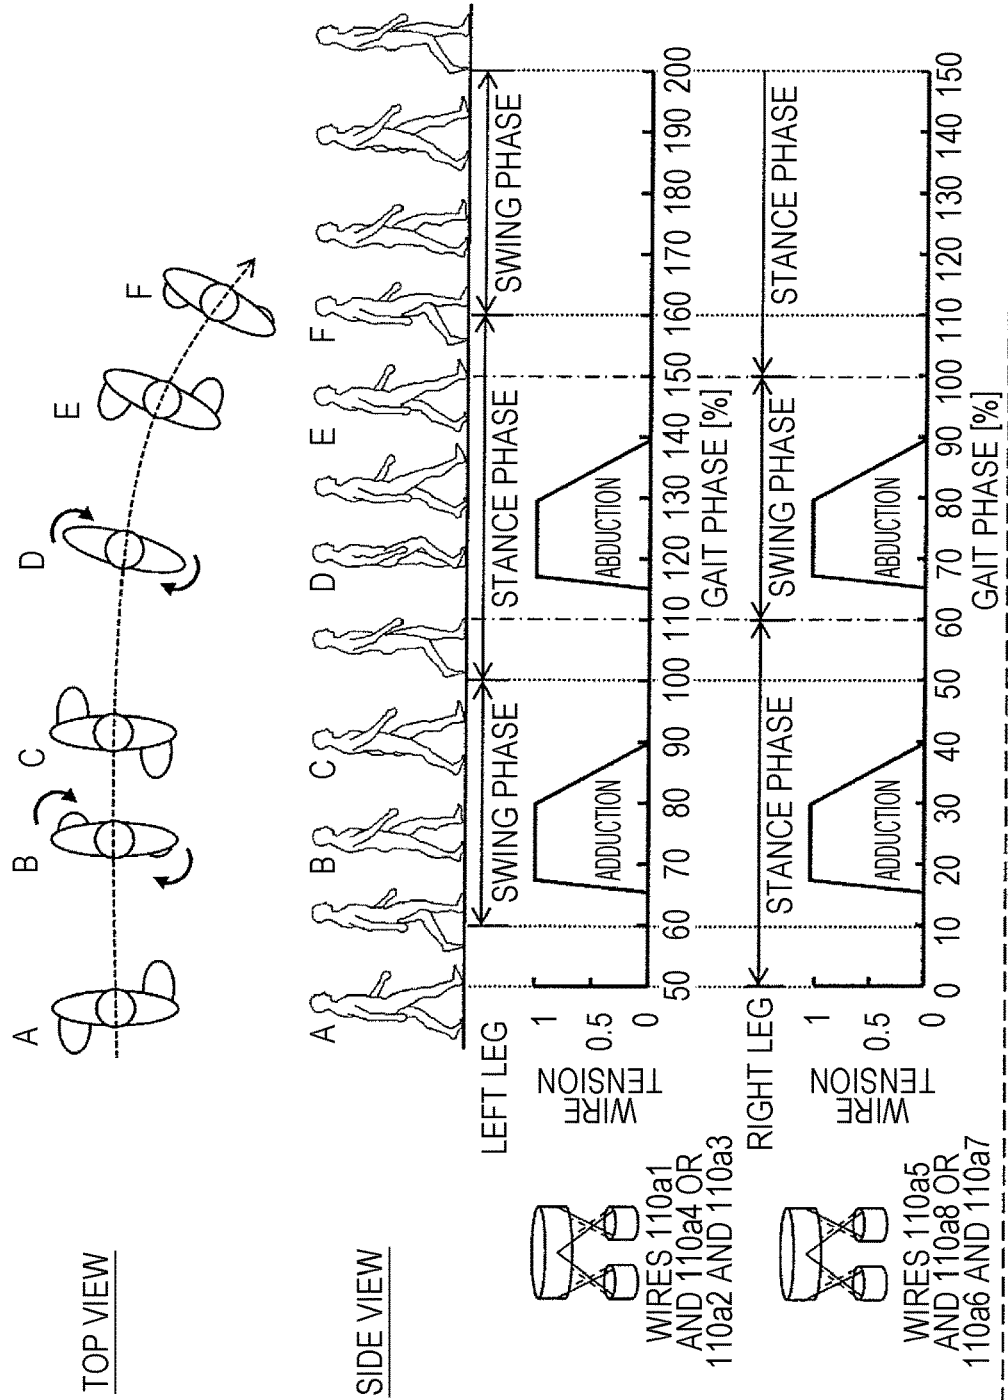 TOP VIEW
A
B
C
D
E
F
SIDE VIEW
A
B
C
D
E
F
LEFT LEG
SWING PHASE
STANCE PHASE
SWING PHASE
WIRES 110a1
AND 110a4 OR
110a2 AND 110a3
WIRE
TENSION
1
0.5
0
ADDUCTION
ABDUCTION
50 60 70 80 90 100 110 120 130 140 150 160 170 180 190 200
GAIT PHASE [%]
RIGHT LEG
STANCE PHASE
SWING PHASE
STANCE PHASE
WIRES 110a5
AND 110a8 OR
110a6 AND 110a7
WIRE
TENSION
1
0.5
0
ADDUCTION
ABDUCTION
0 10 20 30 40 50 60 70 80 90 100 110 120 130 140 150
GAIT PHASE [%]